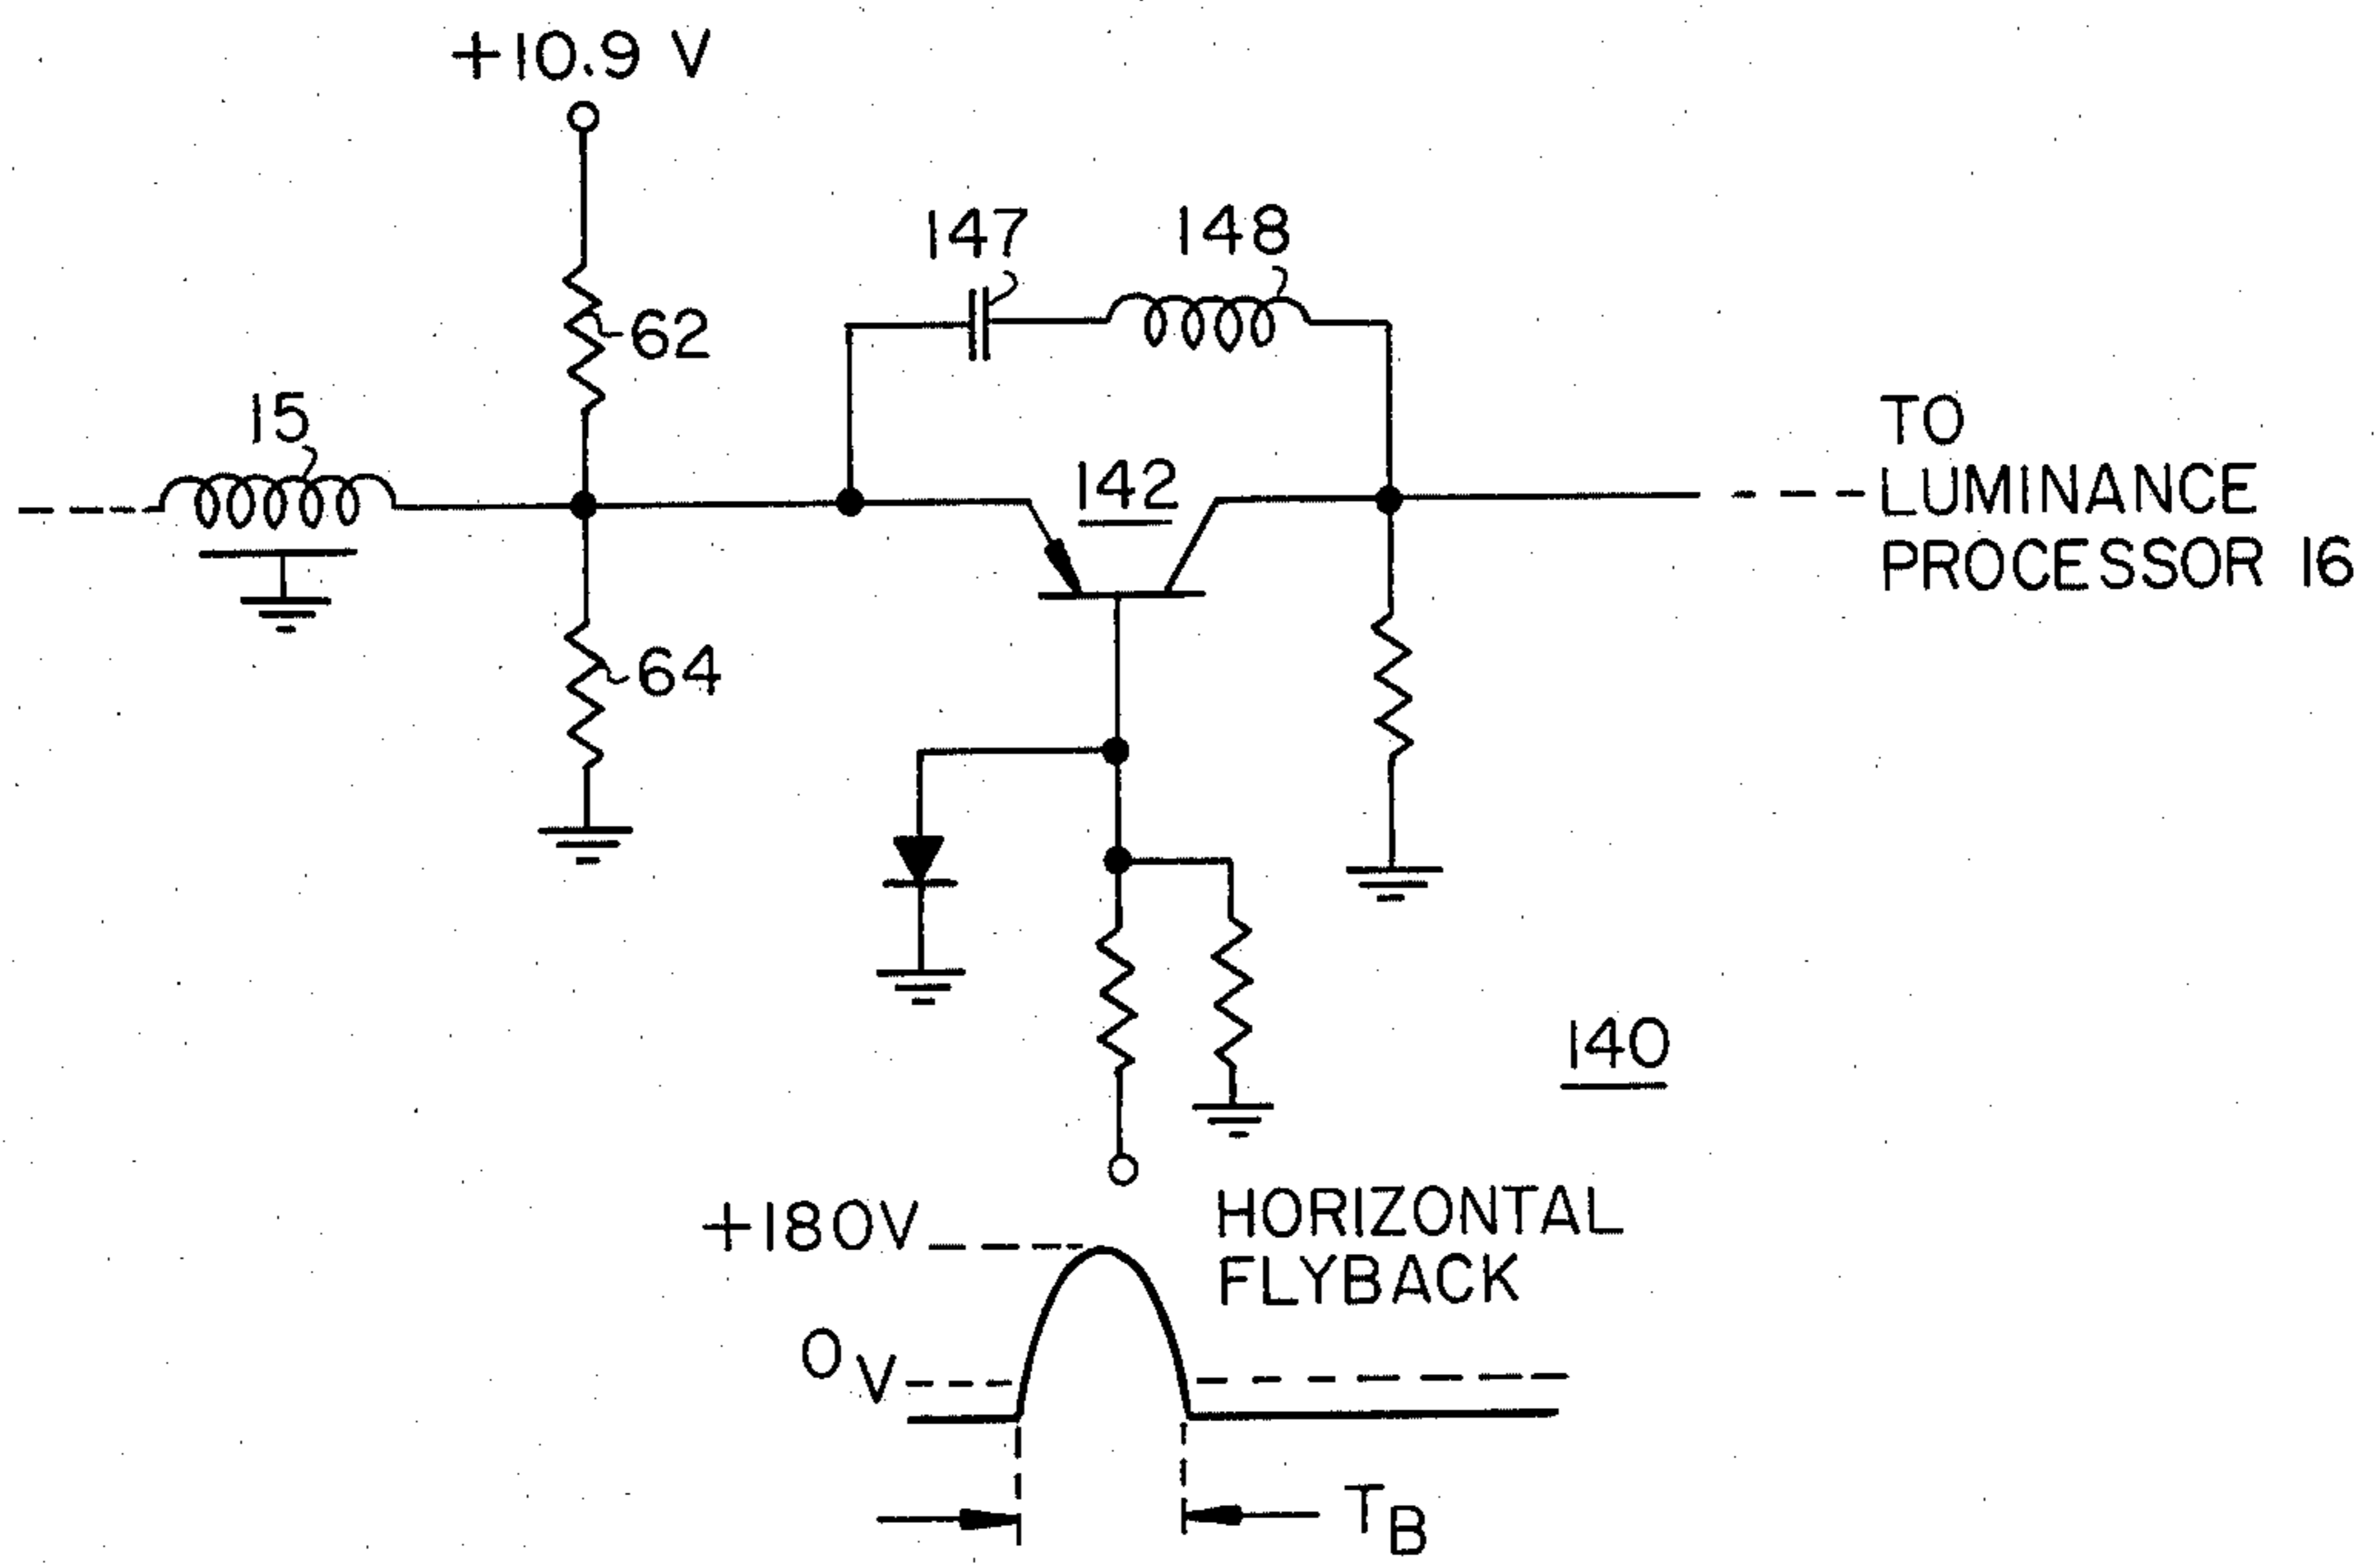 +10.9 V
147
148
62
15
142
TO
LUMINANCE
PROCESSOR 16
64
140
+180V
HORIZONTAL
FLYBACK
0V
TB